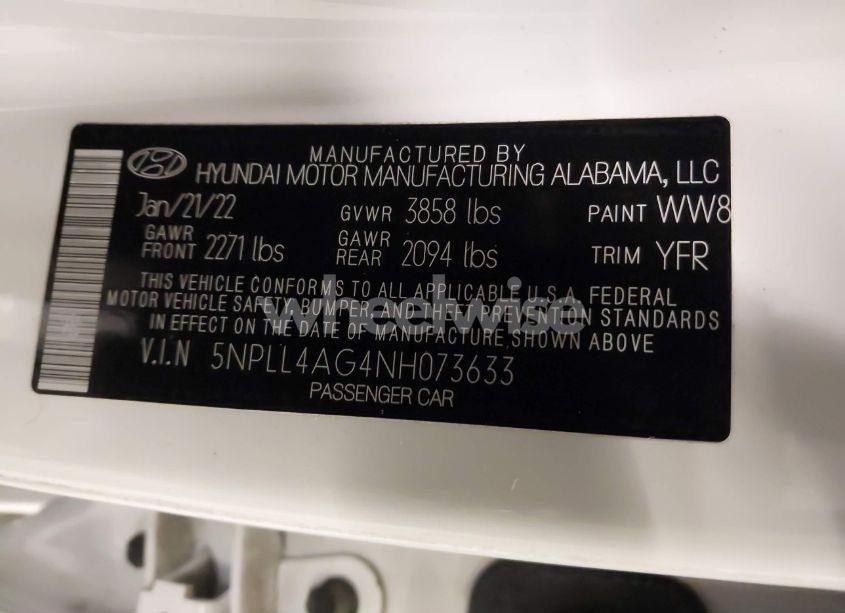 MANUFACTURED BY
HYUNDAI MOTOR MANUFACTURING ALABAMA, LLC
Jan/21/22 GVWR 3858 lbs PAINT WW8
GAWR FRONT 2271 lbs GAWR REAR 2094 lbs TRIM YFR
THIS VEHICLE CONFORMS TO ALL APPLICABLE U.S.A. FEDERAL
MOTOR VEHICLE SAFETY, BUMPER, AND THEFT PREVENTION STANDARDS
IN EFFECT ON THE DATE OF MANUFACTURE, SHOWN ABOVE
wheelwise
V.I.N 5NPLL4AG4NH073633
PASSENGER CAR